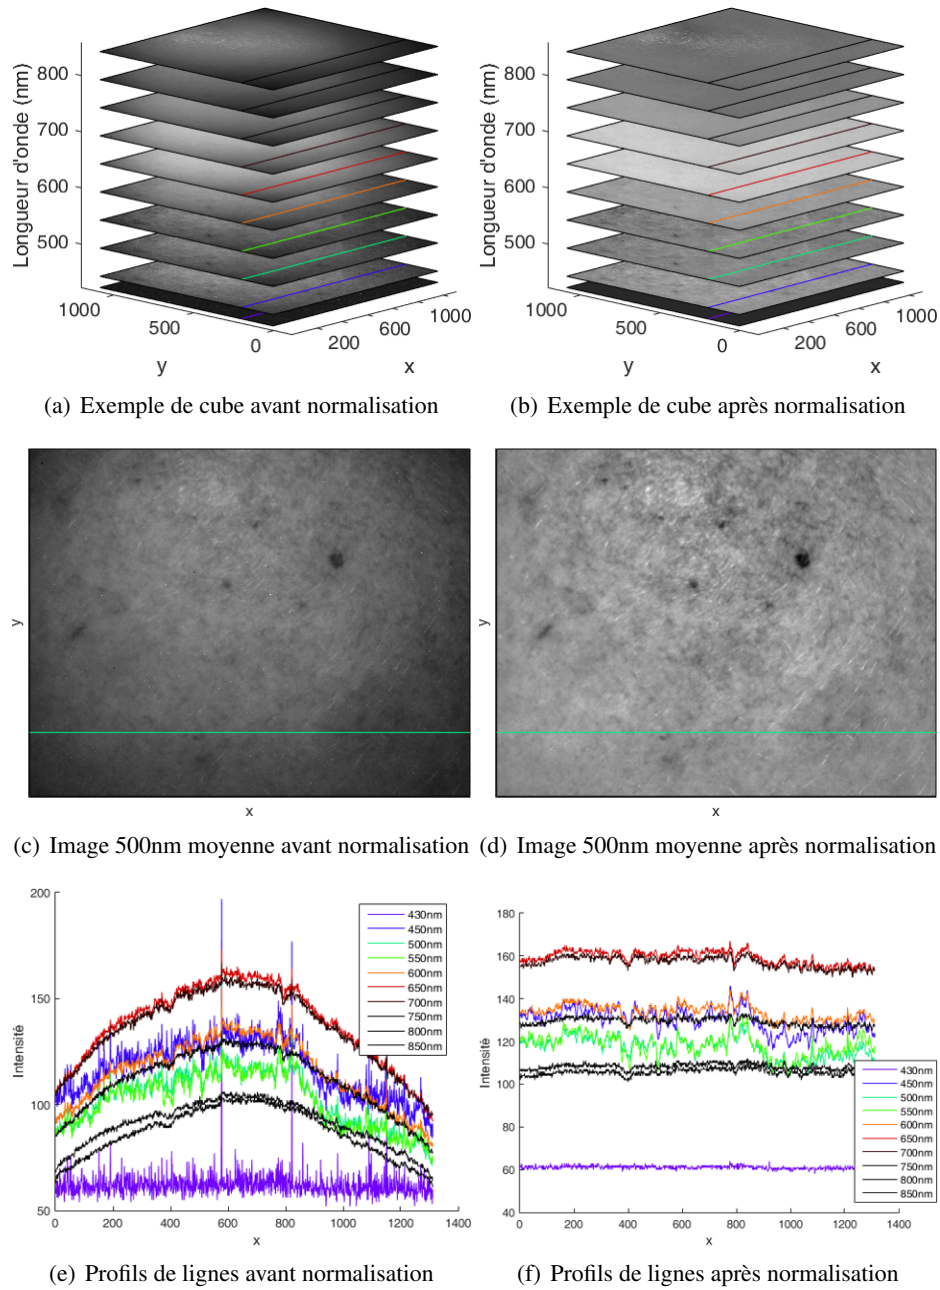 Longueur d'onde (nm)
800
700
600
500
1000
500
0
200
600
1000
y
x
Longueur d'onde (nm)
800
700
600
500
1000
500
0
200
600
1000
y
x
(a) Exemple de cube avant normalisation
(b) Exemple de cube après normalisation
y
x
y
x
(c) Image 500nm moyenne avant normalisation
(d) Image 500nm moyenne après normalisation
Intensité
200
150
100
50
0
200
400
600
800
1000
1200
1400
x
430nm
450nm
500nm
550nm
600nm
650nm
700nm
750nm
800nm
850nm
Intensité
180
160
140
120
100
80
60
40
0
200
400
600
800
1000
1200
1400
x
430nm
450nm
500nm
550nm
600nm
650nm
700nm
750nm
800nm
850nm
(e) Profils de lignes avant normalisation
(f) Profils de lignes après normalisation